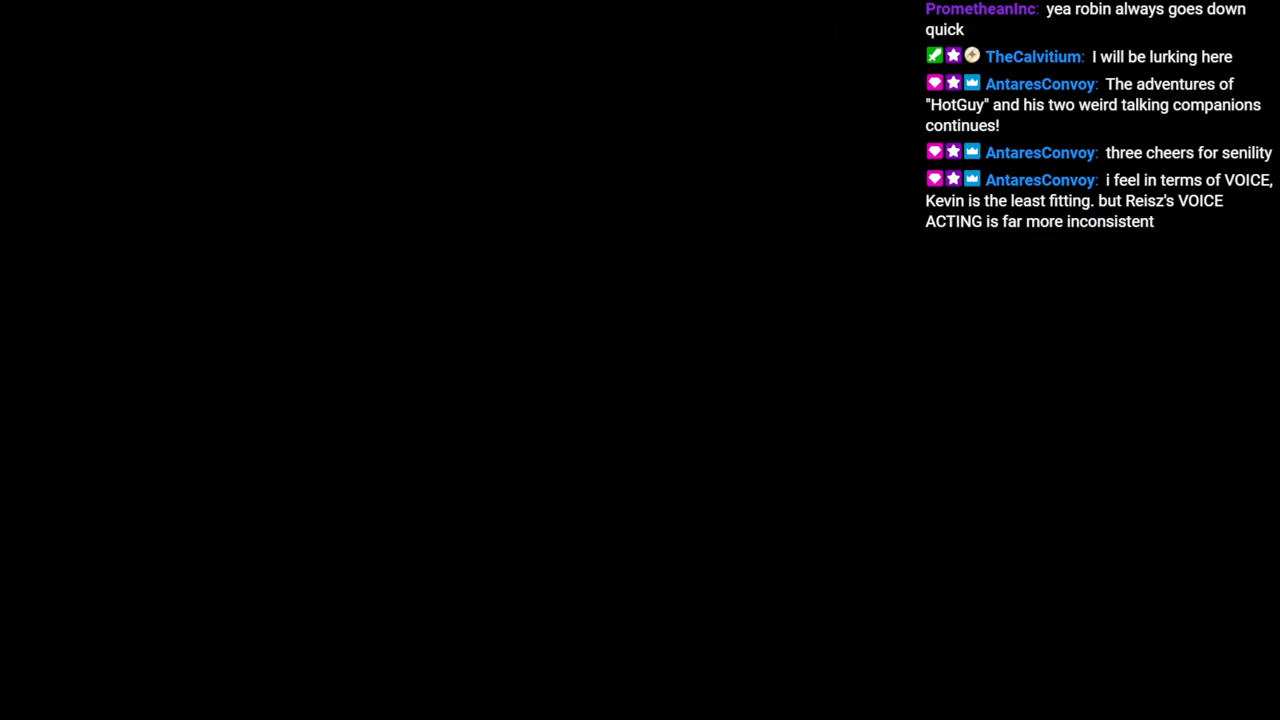 PrometheanInc: yea robin always goes down
quick
TheCalvitium: I will be lurking here
AntaresConvoy: The adventures of
"HotGuy" and his two weird talking companions
continues!
AntaresConvoy: three cheers for senility
AntaresConvoy: i feel in terms of VOICE,
Kevin is the least fitting. but Reisz's VOICE
ACTING is far more inconsistent